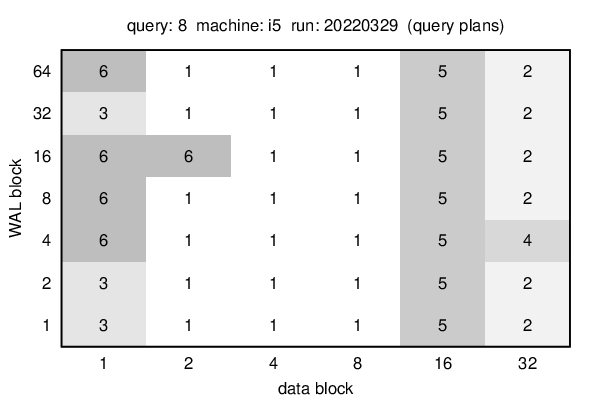 query: 8 machine: i5 run: 20220329 (query plans)
64 6 1 1 1 5 2
32 3 1 1 1 5 2
16 6 6 1 1 5 2
8 6 1 1 1 5 2
4 6 1 1 1 5 4
2 3 1 1 1 5 2
1 3 1 1 1 5 2
WAL block
1 2 4 8 16 32
data block